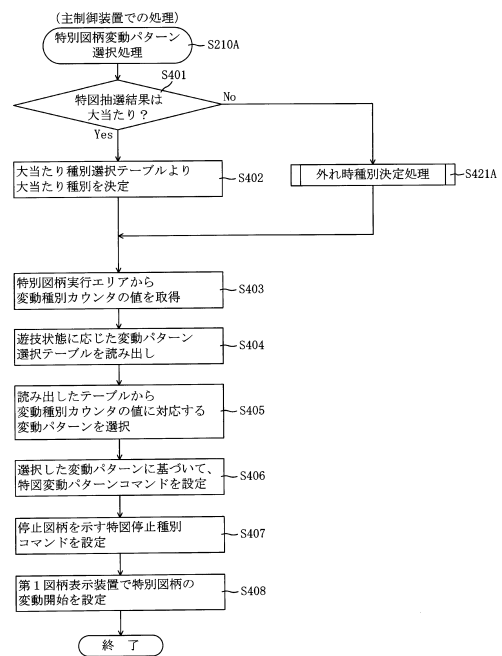 (主制御装置での処理)
特別図柄変動パターン
選択処理
S210A
S401
特図抽選結果は
大当たり?
No
Yes
大当たり種別選択テーブルより
大当たり種別を決定
S402
外れ時種別決定処理
S421A
特別図柄実行エリアから
変動種別カウンタの値を取得
S403
遊技状態に応じた変動パターン
選択テーブルを読み出し
S404
読み出したテーブルから
変動種別カウンタの値に対応する
変動パターンを選択
S405
選択した変動パターンに基づいて、
特図変動パターンコマンドを設定
S406
停止図柄を示す特図停止種別
コマンドを設定
S407
第1図柄表示装置で特別図柄の
変動開始を設定
S408
終 了